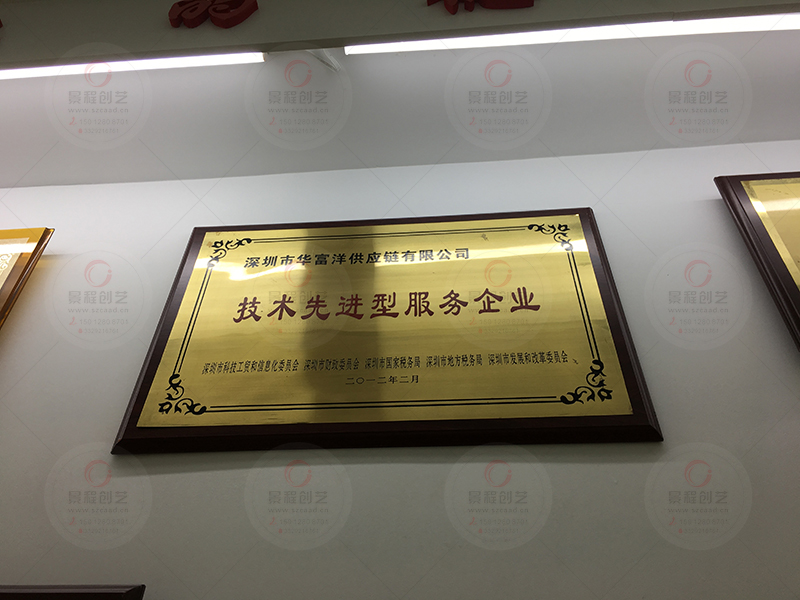 深圳市华富洋供应链有限公司
技术先进型服务企业
深圳市科技工贸和信息化委员会 深圳市财政委员会 深圳市国家税务局 深圳市地方税务局 深圳市发展和改革委员会
二〇一二年二月
景程创艺